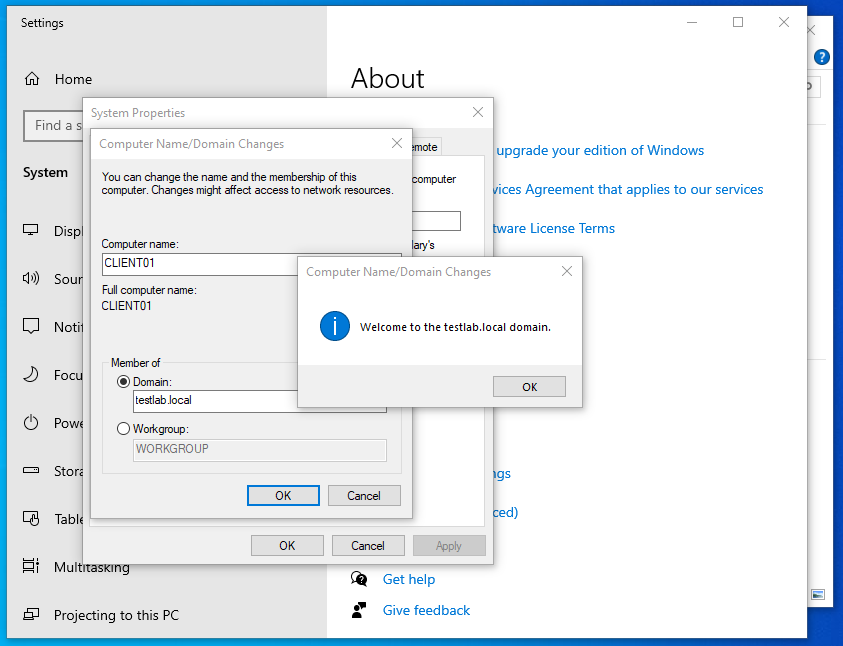 Settings
Home
Find a s
System
Displ
Soun
Notif
Focu
Powe
Stora
Table
Multitasking
Projecting to this PC
About
upgrade your edition of Windows
vices Agreement that applies to our services
tware License Terms
ngs
ced)
Get help
Give feedback
System Properties
emote
computer
ary's
OK
Cancel
Apply
Computer Name/Domain Changes
You can change the name and the membership of this
computer. Changes might affect access to network resources.
Computer name:
CLIENT01
Full computer name:
CLIENT01
Member of
Domain:
testlab.local
Workgroup:
WORKGROUP
OK
Cancel
Computer Name/Domain Changes
Welcome to the testlab.local domain.
OK